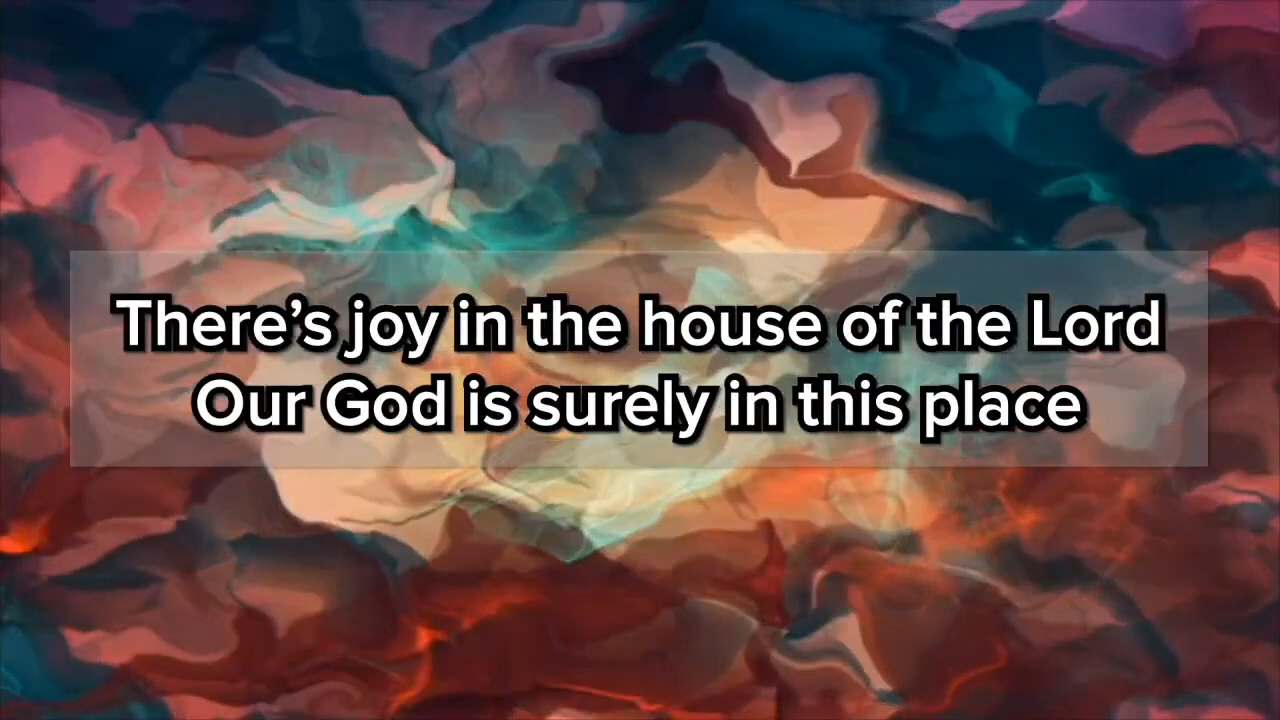 There’s joy in the house of the Lord
Our God is surely in this place